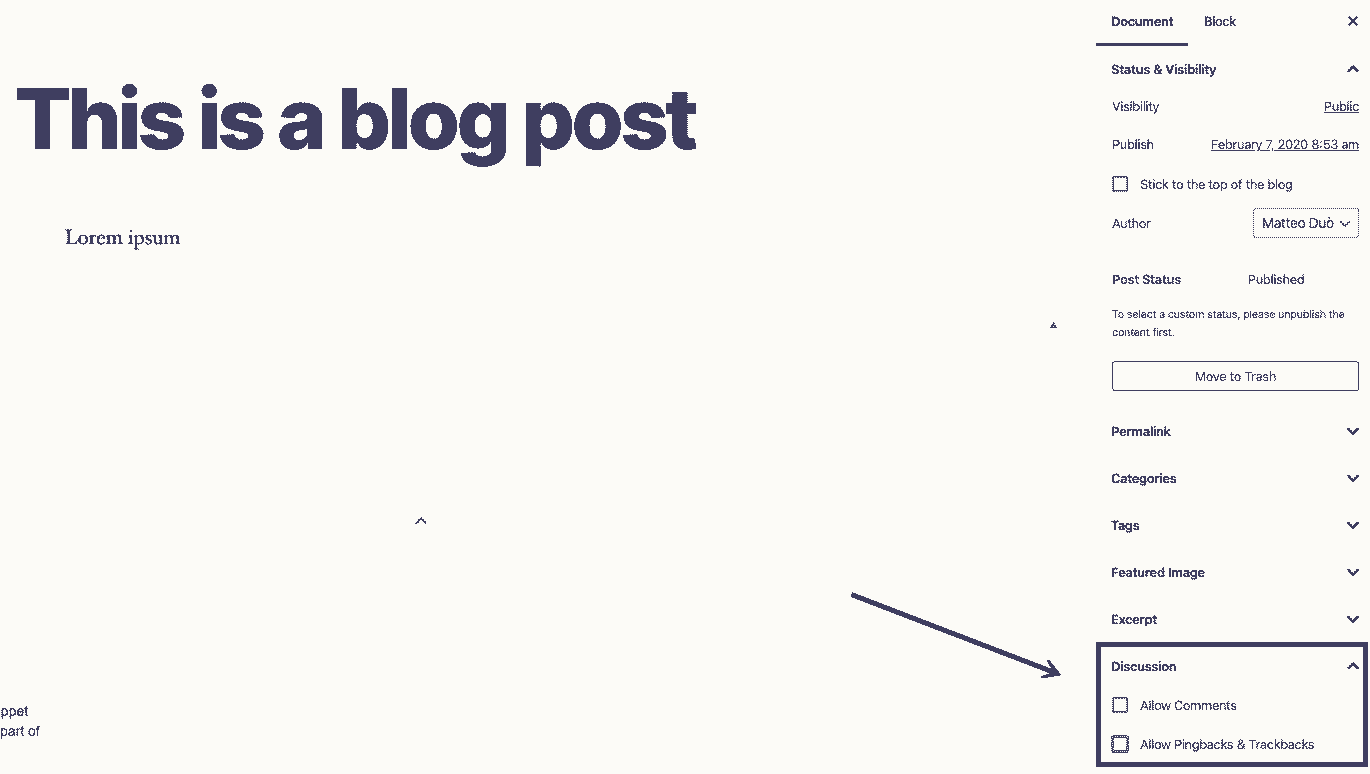 This is a blog post
Lorem ipsum
ppet
part of
Document Block
Status & Visibility
Visibility Public
Publish February 7, 2020 8:53 am
Stick to the top of the blog
Author Matteo Duò
Post Status Published
To select a custom status, please unpublish the
content first.
Move to Trash
Permalink
Categories
Tags
Featured Image
Excerpt
Discussion
Allow Comments
Allow Pingbacks & Trackbacks